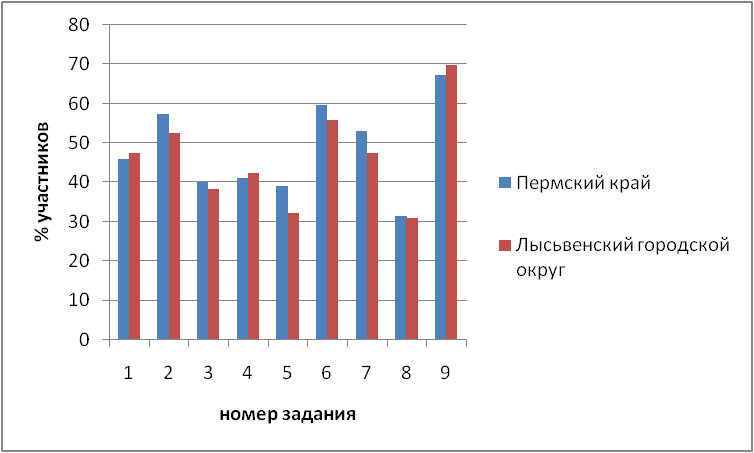 80
70
60
50
40
30
20
10
0
% участников
1 2 3 4 5 6 7 8 9
номер задания
Пермский край
Лысьвенский городской
округ